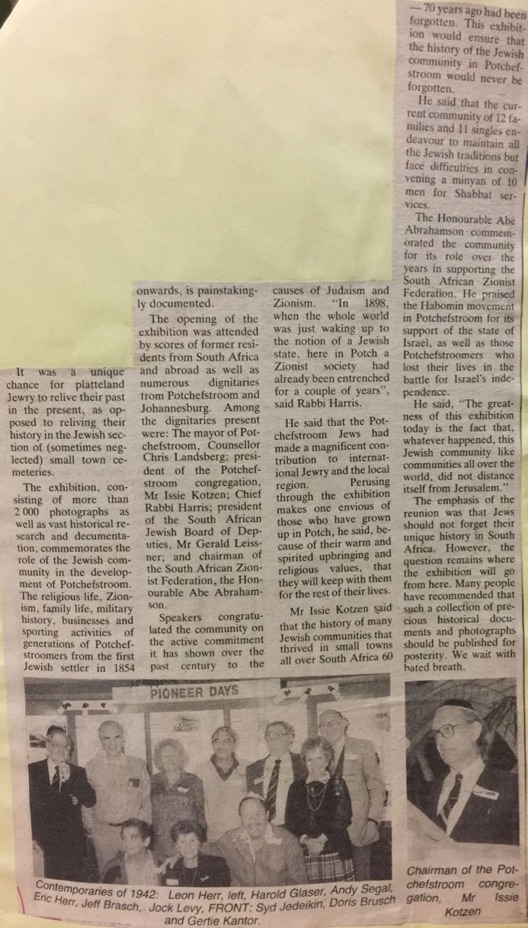 It was a unique
chance for platteland
Jewry to relive their past
in the present, as op-
posed to reliving their
history in the Jewish sec-
tion of (sometimes neg-
lected) small town ce-
meteries.
The exhibition, con-
sisting of more than
2 000 photographs as
well as vast historical re-
search and documenta-
tion, commemorates the
role of the Jewish com-
munity in the develop-
ment of Potchefstroom.
The religious life, Zion-
ism, family life, military
history, businesses and
sporting activities of
generations of Potchef-
stroomers from the first
Jewish settler in 1854
onwards, is painstaking-
ly documented.
The opening of the
exhibition was attended
by scores of former resi-
dents from South Africa
and abroad as well as
numerous dignitaries
from Potchefstroom and
Johannesburg. Among
the dignitaries present
were: The mayor of Pot-
chefstroom, Counsellor
Chris Landsberg; presi-
dent of the Potchef-
stroom congregation,
Mr Issie Kotzen; Chief
Rabbi Harris; president
of the South African
Jewish Board of Dep-
uties, Mr Gerald Leiss-
ner; and chairman of
the South African Zion-
ist Federation, the Hon-
ourable Abe Abraham-
son.
Speakers congratu-
lated the community on
the active commitment
it has shown over the
past century to the
causes of Judaism and
Zionism. "In 1898,
when the whole world
was just waking up to
the notion of a Jewish
state, here in Potch a
Zionist society had
already been entrenched
for a couple of years",
said Rabbi Harris.
He said that the Pot-
chefstroom Jews had
made a magnificent con-
tribution to internat-
ional Jewry and the local
region. Perusing
through the exhibition
makes one envious of
those who have grown
up in Potch, he said, be-
cause of their warm and
spirited upbringing and
religious values, that
they will keep with them
for the rest of their lives.
Mr Issie Kotzen said
that the history of many
Jewish communities that
thrived in small towns
all over South Africa 60
— 70 years ago had been
forgotten. This exhibit-
ion would ensure that
the history of the Jewish
community in Potchef-
stroom would never be
forgotten.
He said that the cur-
rent community of 12 fa-
milies and 11 singles en-
deavour to maintain all
the Jewish traditions but
face difficulties in con-
vening a minyan of 10
men for Shabbat ser-
vices.
The Honourable Abe
Abrahamson commem-
orated the community
for its role over the
years in supporting the
South African Zionist
Federation. He praised
the Habomin movement
in Potchefstroom for its
support of the state of
Israel, as well as those
Potchefstroomers who
lost their lives in the
battle for Israel's inde-
pendence.
He said, "The great-
ness of this exhibition
today is the fact that,
whatever happened, this
Jewish community like
communities all over the
world, did not distance
itself from Jerusalem."
The emphasis of the
reunion was that Jews
should not forget their
unique history in South
Africa. However, the
question remains where
the exhibition will go
from here. Many people
have recommended that
such a collection of pre-
cious historical docu-
ments and photographs
should be published for
posterity. We wait with
bated breath.
PIONEER DAYS
Contemporaries of 1942: Leon Herr, left, Harold Glaser, Andy Segal,
Eric Herr, Jeff Brasch, Jock Levy, FRONT: Syd Jedeikin, Doris Brusch
and Gertie Kantor.
Chairman of the Pot-
chefstroom congre-
gation, Mr Issie
Kotzen